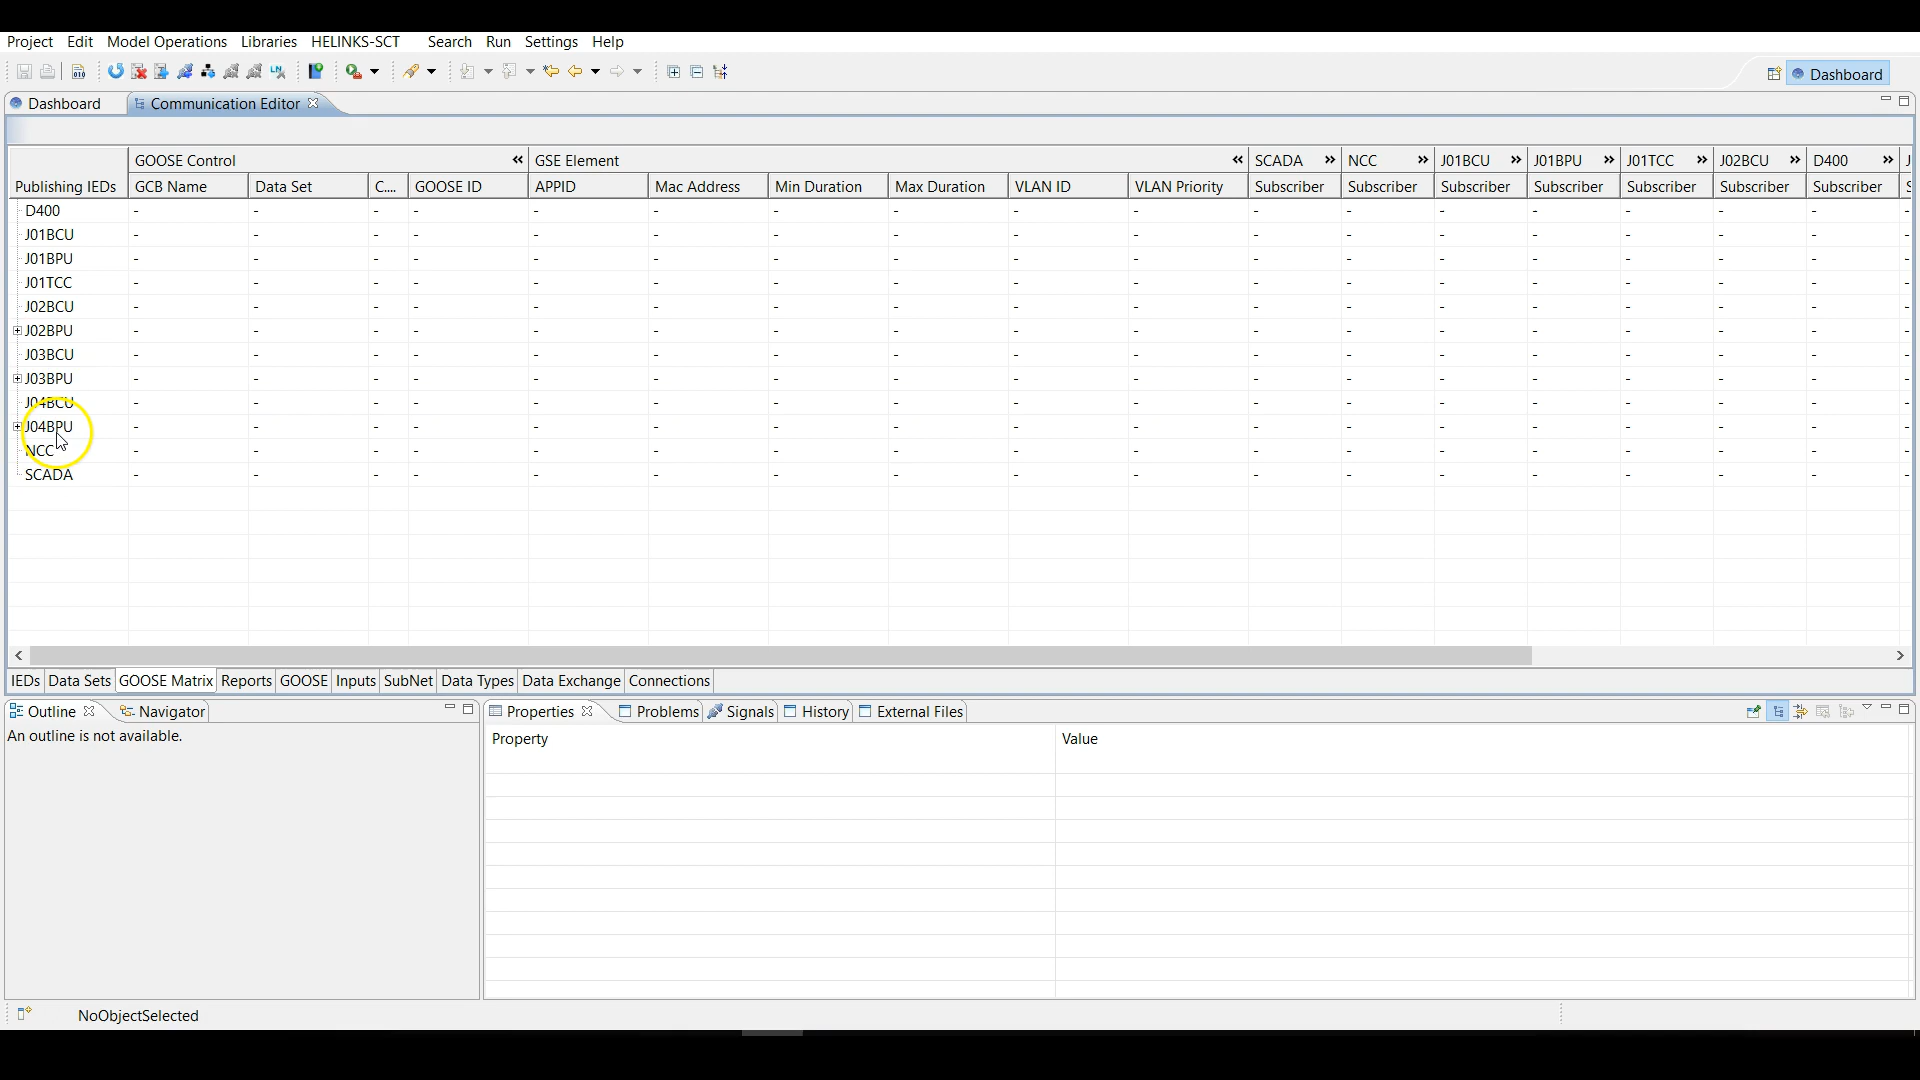 Project Edit Model Operations Libraries HELINKS-SCT Search Run Settings Help
Dashboard
Dashboard Communication Editor
GOOSE Control « GSE Element « SCADA » NCC » J01BCU » J01BPU » J01TCC » J02BCU » D400 » J
Publishing IEDs GCB Name Data Set C.... GOOSE ID APPID Mac Address Min Duration Max Duration VLAN ID VLAN Priority Subscriber Subscriber Subscriber Subscriber Subscriber Subscriber Subscriber S
D400 - - - - - - - - - - - - - - - - - -
J01BCU - - - - - - - - - - - - - - - - - -
J01BPU - - - - - - - - - - - - - - - - - -
J01TCC - - - - - - - - - - - - - - - - - -
J02BCU - - - - - - - - - - - - - - - - - -
J02BPU - - - - - - - - - - - - - - - - - -
J03BCU - - - - - - - - - - - - - - - - - -
J03BPU - - - - - - - - - - - - - - - - - -
J04BCU - - - - - - - - - - - - - - - - - -
J04BPU - - - - - - - - - - - - - - - - - -
NCC - - - - - - - - - - - - - - - - - -
SCADA - - - - - - - - - - - - - - - - - -
IEDs Data Sets GOOSE Matrix Reports GOOSE Inputs SubNet Data Types Data Exchange Connections
Outline Navigator
An outline is not available.
Properties Problems Signals History External Files
Property Value
NoObjectSelected